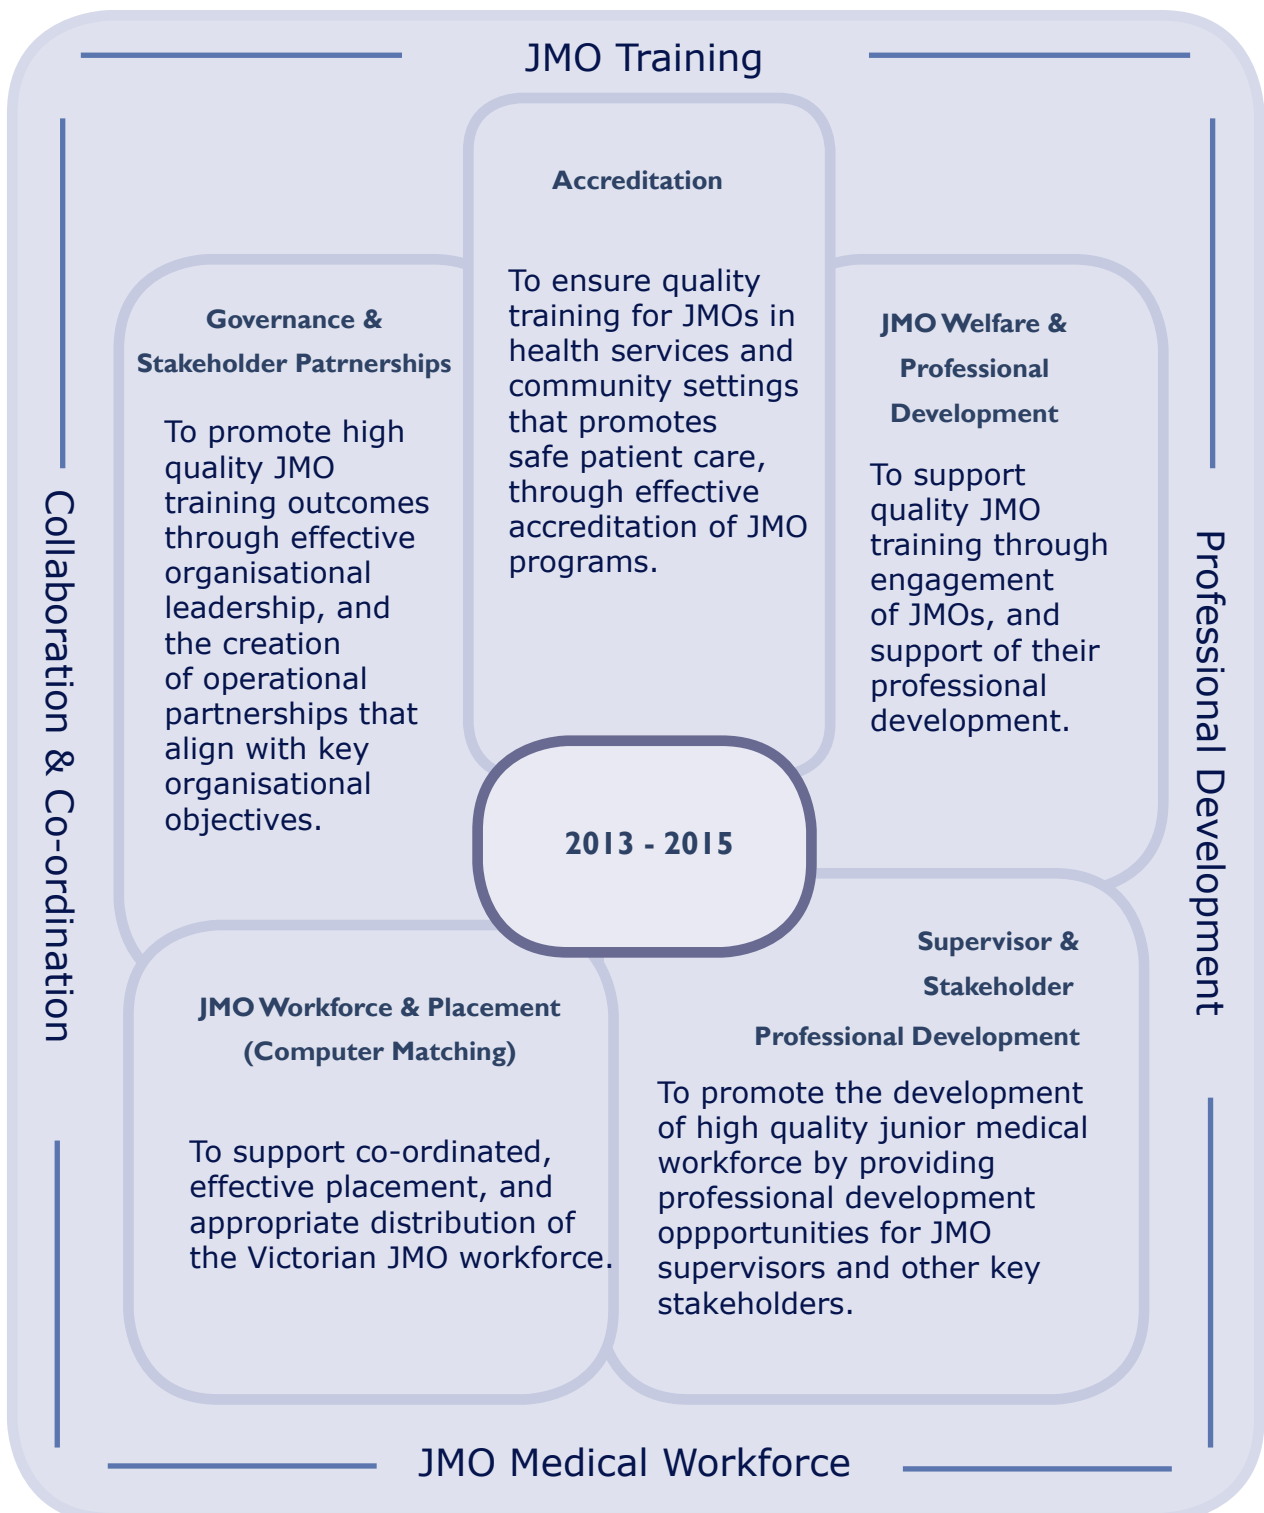 JMO Training
Accreditation
To ensure quality
training for JMOs in
health services and
community settings
that promotes
safe patient care,
through effective
accreditation of JMO
programs.
Governance &
Stakeholder Patrnerships
To promote high
quality JMO
training outcomes
through effective
organisational
leadership, and
the creation
of operational
partnerships that
align with key
organisational
objectives.
JMO Welfare &
Professional
Development
To support
quality JMO
training through
engagement
of JMOs, and
support of their
professional
development.
Collaboration & Co-ordination
Professional Development
2013 - 2015
JMO Workforce & Placement
(Computer Matching)
To support co-ordinated,
effective placement, and
appropriate distribution of
the Victorian JMO workforce.
Supervisor &
Stakeholder
Professional Development
To promote the development
of high quality junior medical
workforce by providing
professional development
oppportunities for JMO
supervisors and other key
stakeholders.
JMO Medical Workforce